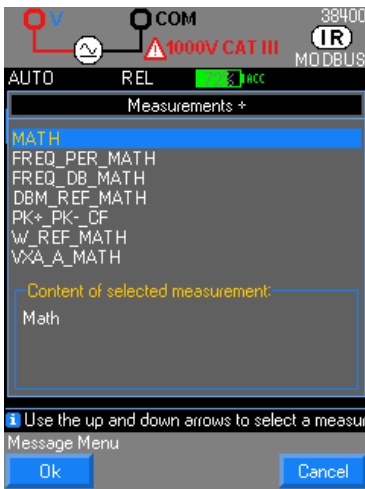 V COM 38400
1000V CAT III IR
MODBUS
AUTO REL ACC
Measurements +
MATH
FREQ_PER_MATH
FREQ_DB_MATH
DBM_REF_MATH
PK+_PK-_CF
W_REF_MATH
VXA_A_MATH
Content of selected measurement:
Math
Use the up and down arrows to select a measu
Message Menu
Ok Cancel